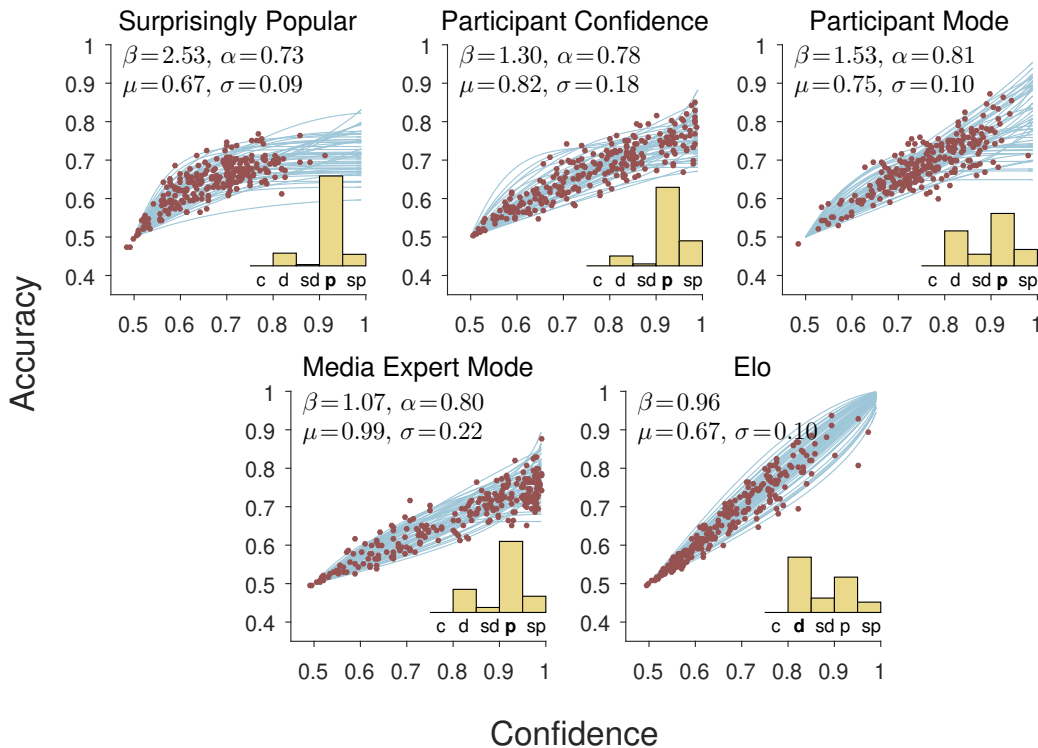 Surprisingly Popular
β=2.53, α=0.73
μ=0.67, σ=0.09
1
0.9
0.8
0.7
0.6
0.5
0.4
c d sd p sp
0.5 0.6 0.7 0.8 0.9 1
Participant Confidence
β=1.30, α=0.78
μ=0.82, σ=0.18
1
0.9
0.8
0.7
0.6
0.5
0.4
c d sd p sp
0.5 0.6 0.7 0.8 0.9 1
Participant Mode
β=1.53, α=0.81
μ=0.75, σ=0.10
1
0.9
0.8
0.7
0.6
0.5
0.4
c d sd p sp
0.5 0.6 0.7 0.8 0.9 1
Accuracy
Media Expert Mode
β=1.07, α=0.80
μ=0.99, σ=0.22
1
0.9
0.8
0.7
0.6
0.5
0.4
c d sd p sp
0.5 0.6 0.7 0.8 0.9 1
Elo
β=0.96
μ=0.67, σ=0.10
1
0.9
0.8
0.7
0.6
0.5
0.4
c d sd p sp
0.5 0.6 0.7 0.8 0.9 1
Confidence